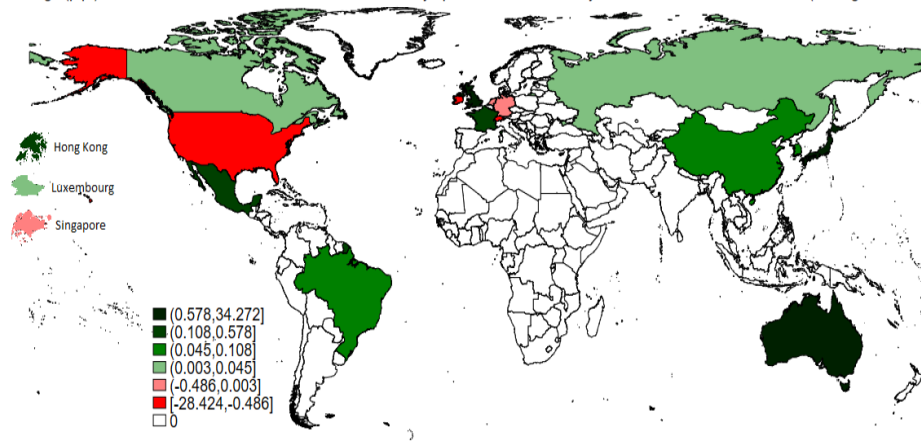 Hong Kong
Luxembourg
Singapore
(0.578,34.272]
(0.108,0.578]
(0.045,0.108]
(0.003,0.045]
(-0.486,0.003]
[-28.424,-0.486]
0